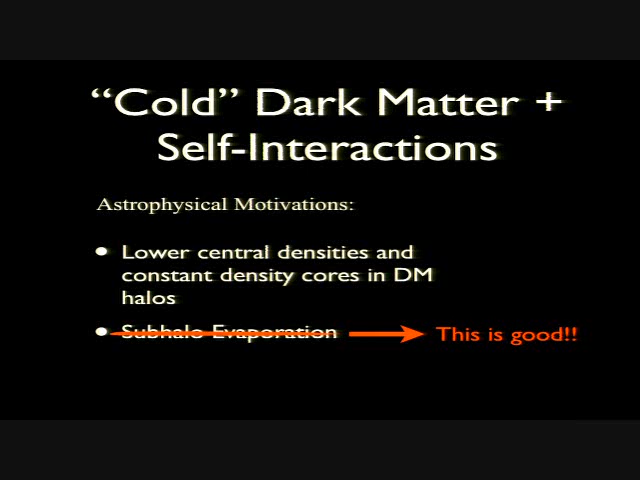 “Cold” Dark Matter +
Self-Interactions
Astrophysical Motivations:
• Lower central densities and
constant density cores in DM
halos
• Subhalo Evaporation This is good!!